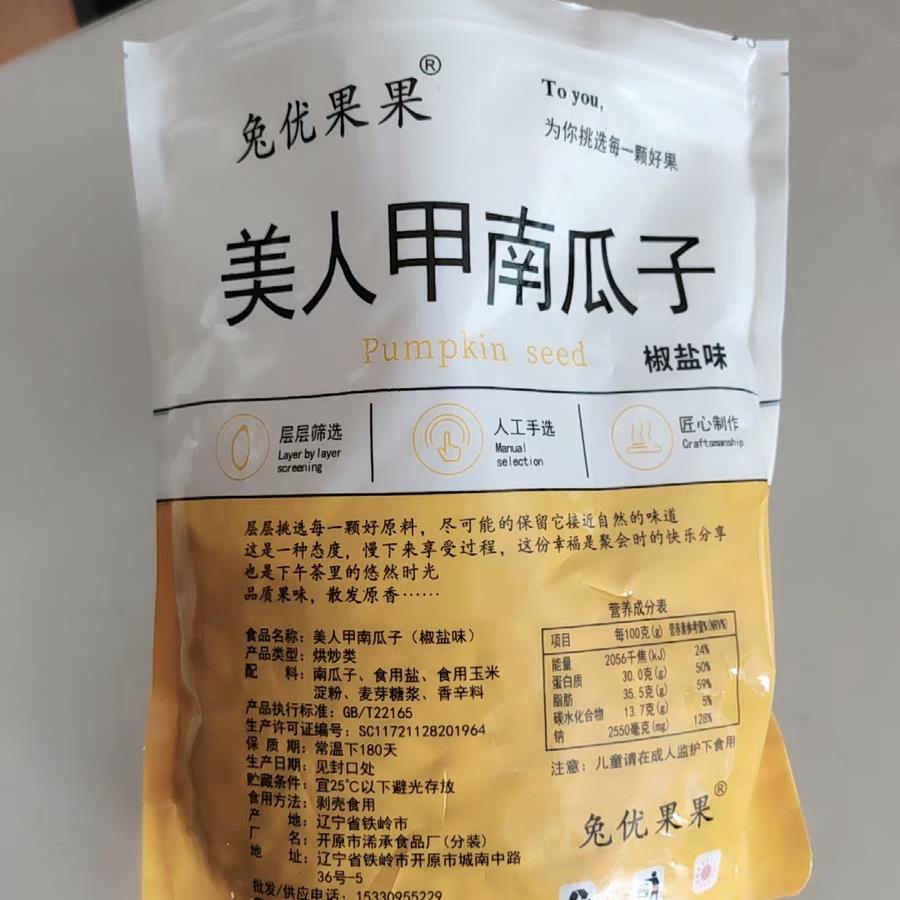 兔优果果®
To you,
为你挑选每一颗好果
美人甲南瓜子
Pumpkin seed
椒盐味
层层筛选
Layer by layer
screening
人工手选
Manual
selection
匠心制作
Craftsmanship
层层挑选每一颗好原料，尽可能的保留它接近自然的味道
这是一种态度，慢下来享受过程，这份幸福是聚会时的快乐分享
也是下午茶里的悠然时光
品质果味，散发原香……
食品名称：美人甲南瓜子（椒盐味）
产品类型：烘炒类
配 料：南瓜子、食用盐、食用玉米
淀粉、麦芽糖浆、香辛料
产品执行标准：GB/T22165
生产许可证编号：SC11721128201964
保 质 期：常温下180天
生产日期：见封口处
贮藏条件：宜25℃以下避光存放
食用方法：剥壳食用
产 地：辽宁省铁岭市
厂 名：开原市浠承食品厂（分装）
地 址：辽宁省铁岭市开原市城南中路
36号-5
批发/供应电话：15330955229
营养成分表
项目 每100克(g) 营养素参考值%(NRV%)
能量 2056千焦(kJ) 24%
蛋白质 30.0克(g) 50%
脂肪 35.5克(g) 59%
碳水化合物 13.7克(g) 5%
钠 2550毫克(mg) 128%
注意：儿童请在成人监护下食用
兔优果果®